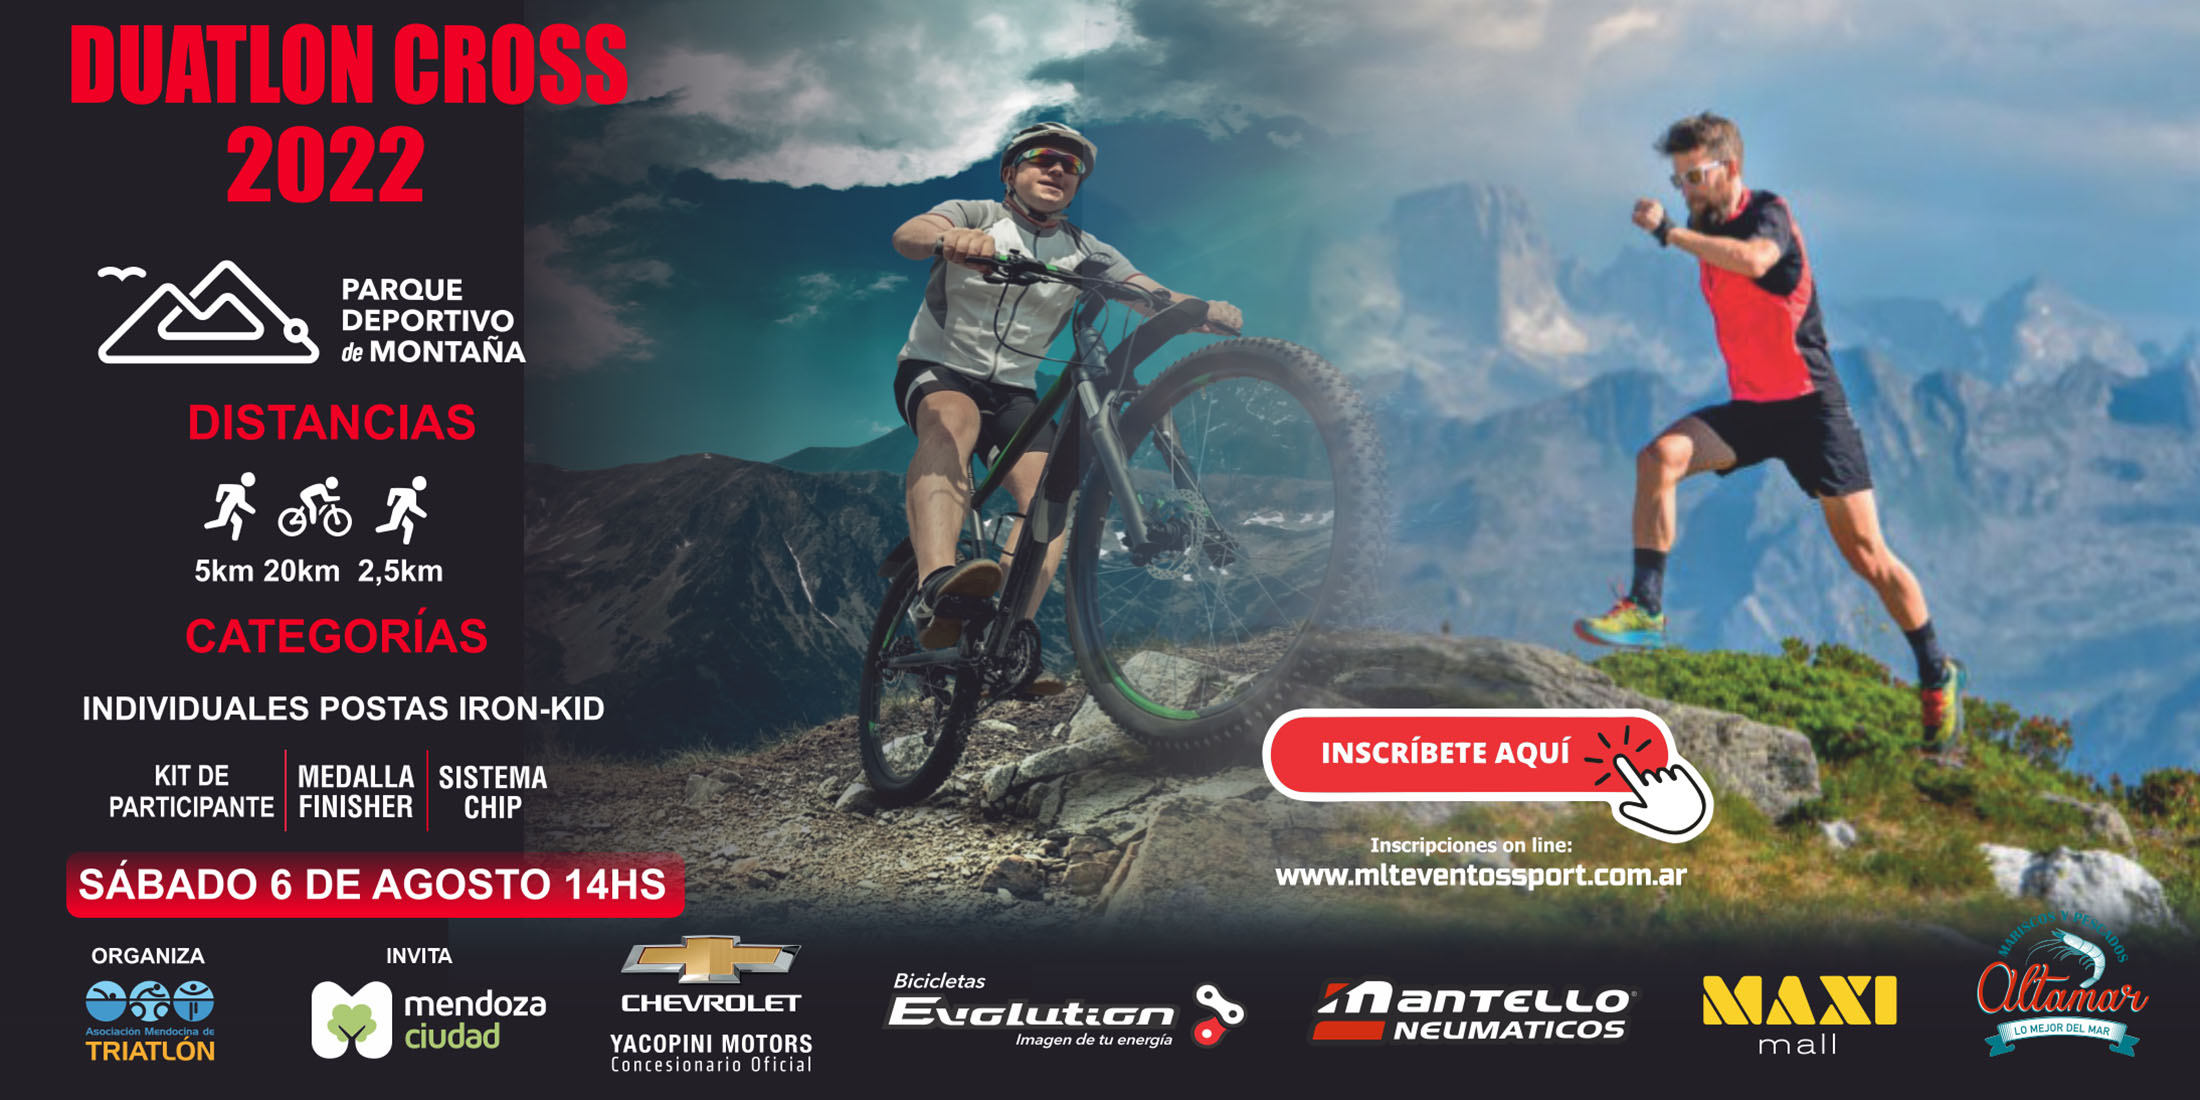 DUATLON CROSS
2022
PARQUE
DEPORTIVO
de MONTAÑA
DISTANCIAS
5km 20km 2,5km
CATEGORÍAS
INDIVIDUALES POSTAS IRON-KID
KIT DE
PARTICIPANTE
MEDALLA
FINISHER
SISTEMA
CHIP
SÁBADO 6 DE AGOSTO 14HS
INSCRÍBETE AQUÍ
Inscripciones on line:
www.mlteventossport.com.ar
ORGANIZA
Asociación Mendocina de
TRIATLÓN
INVITA
mendoza
ciudad
CHEVROLET
YACOPINI MOTORS
Concesionario Oficial
Bicicletas
Evolution
Imagen de tu energía
MANTELLO
NEUMATICOS
MAXI
mall
MARISCOS Y PESCADOS
altamar
LO MEJOR DEL MAR